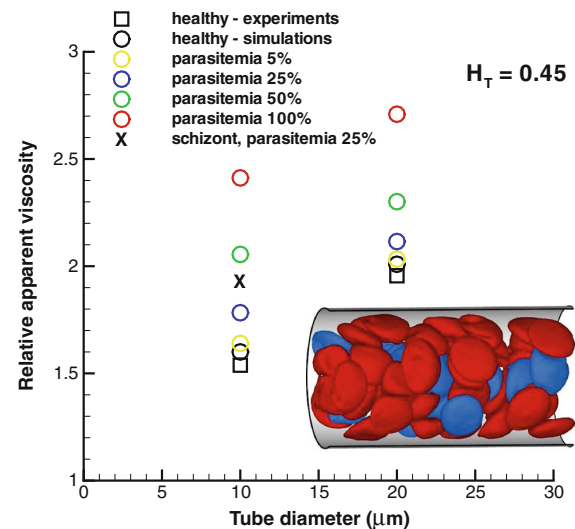 healthy - experiments
healthy - simulations
parasitemia 5%
parasitemia 25%
parasitemia 50%
parasitemia 100%
X schizont, parasitemia 25%
H_T = 0.45
Relative apparent viscosity
3
2.5
2
1.5
1
X
0 5 10 15 20 25 30
Tube diameter (μm)